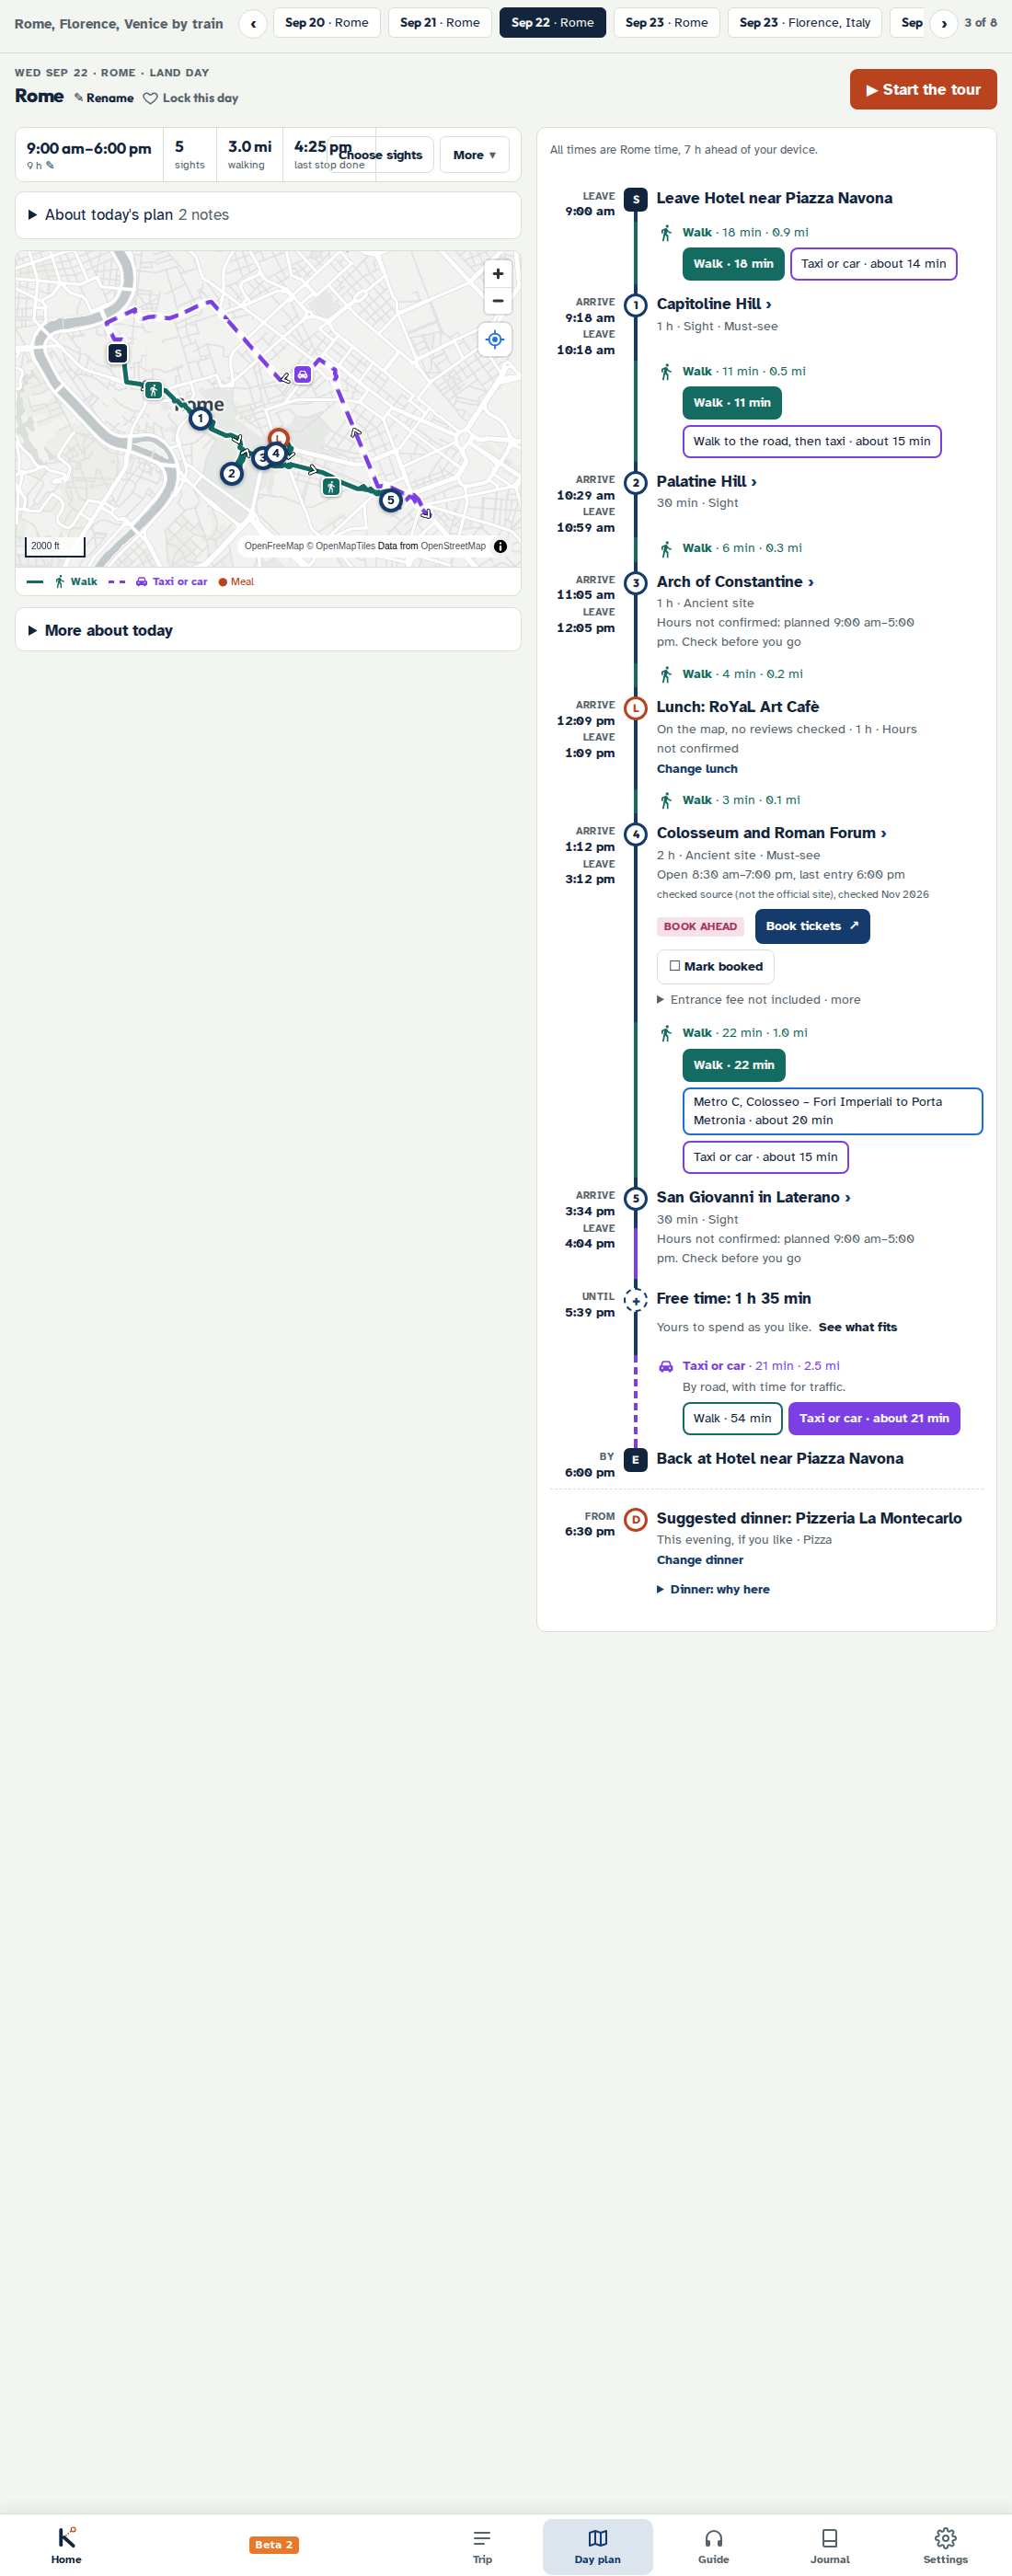 Rome, Florence, Venice by train
‹
Sep 20 · Rome
Sep 21 · Rome
Sep 22 · Rome
Sep 23 · Rome
Sep 23 · Florence, Italy
Sep
›
3 of 8
WED SEP 22 · ROME · LAND DAY
Rome ✎ Rename Lock this day
▶ Start the tour
9:00 am–6:00 pm
9 h ✎
5
sights
3.0 mi
walking
4:25 pm
last stop done
Choose sights
More ▾
▶ About today's plan 2 notes
+
−
S
1
2
3
4
5
L
Rome
2000 ft
OpenFreeMap © OpenMapTiles Data from OpenStreetMap
Walk
Taxi or car
Meal
▶ More about today
All times are Rome time, 7 h ahead of your device.
LEAVE
9:00 am
S
Leave Hotel near Piazza Navona
Walk · 18 min · 0.9 mi
Walk · 18 min
Taxi or car · about 14 min
ARRIVE
9:18 am
LEAVE
10:18 am
1
Capitoline Hill ›
1 h · Sight · Must-see
Walk · 11 min · 0.5 mi
Walk · 11 min
Walk to the road, then taxi · about 15 min
ARRIVE
10:29 am
LEAVE
10:59 am
2
Palatine Hill ›
30 min · Sight
Walk · 6 min · 0.3 mi
ARRIVE
11:05 am
LEAVE
12:05 pm
3
Arch of Constantine ›
1 h · Ancient site
Hours not confirmed: planned 9:00 am–5:00
pm. Check before you go
Walk · 4 min · 0.2 mi
ARRIVE
12:09 pm
LEAVE
1:09 pm
L
Lunch: RoYaL Art Cafè
On the map, no reviews checked · 1 h · Hours
not confirmed
Change lunch
Walk · 3 min · 0.1 mi
ARRIVE
1:12 pm
LEAVE
3:12 pm
4
Colosseum and Roman Forum ›
2 h · Ancient site · Must-see
Open 8:30 am–7:00 pm, last entry 6:00 pm
checked source (not the official site), checked Nov 2026
BOOK AHEAD
Book tickets ↗
☐ Mark booked
▶ Entrance fee not included · more
Walk · 22 min · 1.0 mi
Walk · 22 min
Metro C, Colosseo – Fori Imperiali to Porta
Metronia · about 20 min
Taxi or car · about 15 min
ARRIVE
3:34 pm
LEAVE
4:04 pm
5
San Giovanni in Laterano ›
30 min · Sight
Hours not confirmed: planned 9:00 am–5:00
pm. Check before you go
UNTIL
5:39 pm
+
Free time: 1 h 35 min
Yours to spend as you like. See what fits
Taxi or car · 21 min · 2.5 mi
By road, with time for traffic.
Walk · 54 min
Taxi or car · about 21 min
BY
6:00 pm
E
Back at Hotel near Piazza Navona
FROM
6:30 pm
D
Suggested dinner: Pizzeria La Montecarlo
This evening, if you like · Pizza
Change dinner
▶ Dinner: why here
Home
Beta 2
Trip
Day plan
Guide
Journal
Settings